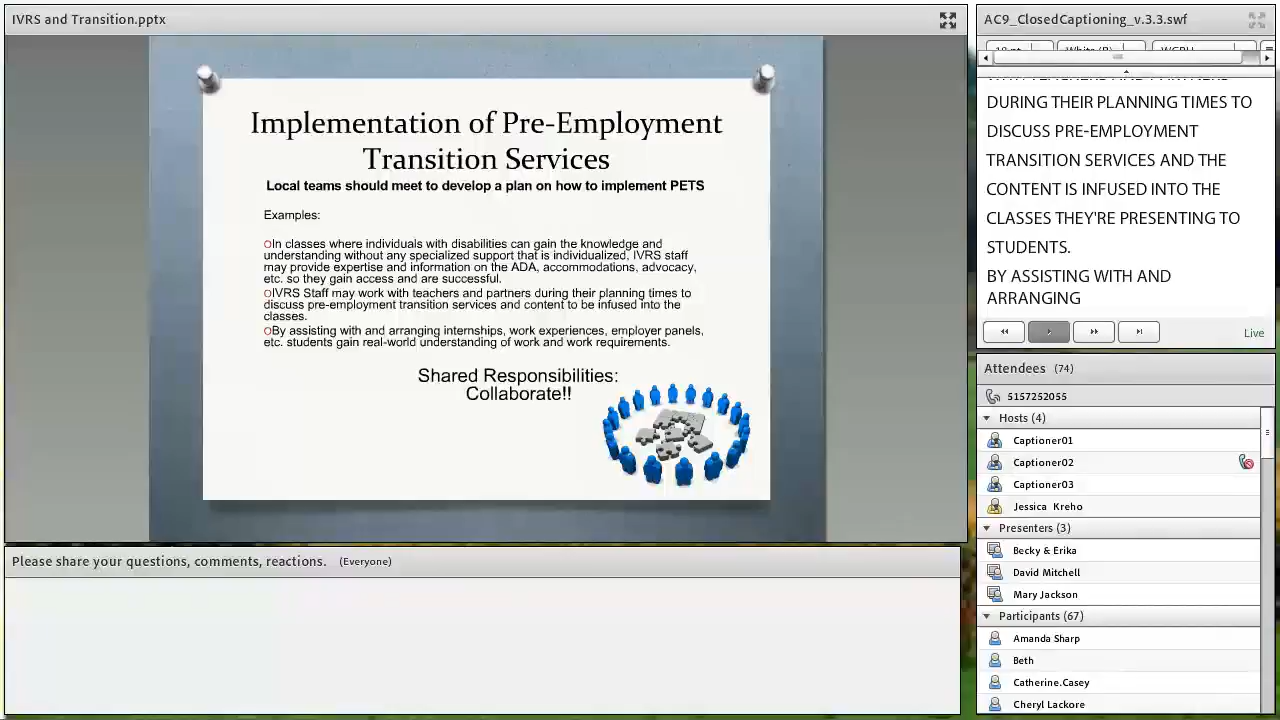 IVRS and Transition.pptx
Implementation of Pre-Employment
Transition Services
Local teams should meet to develop a plan on how to implement PETS
Examples:
In classes where individuals with disabilities can gain the knowledge and
understanding without any specialized support that is individualized, IVRS staff
may provide expertise and information on the ADA, accommodations, advocacy,
etc. so they gain access and are successful.
IVRS Staff may work with teachers and partners during their planning times to
discuss pre-employment transition services and content to be infused into the
classes.
By assisting with and arranging internships, work experiences, employer panels,
etc. students gain real-world understanding of work and work requirements.
Shared Responsibilities:
Collaborate!!
Please share your questions, comments, reactions. (Everyone)
AC9_ClosedCaptioning_v.3.3.swf
DURING THEIR PLANNING TIMES TO
DISCUSS PRE-EMPLOYMENT
TRANSITION SERVICES AND THE
CONTENT IS INFUSED INTO THE
CLASSES THEY'RE PRESENTING TO
STUDENTS.
BY ASSISTING WITH AND
ARRANGING
Live
Attendees (74)
5157252055
Hosts (4)
Captioner01
Captioner02
Captioner03
Jessica Kreho
Presenters (3)
Becky & Erika
David Mitchell
Mary Jackson
Participants (67)
Amanda Sharp
Beth
Catherine.Casey
Cheryl Lackore